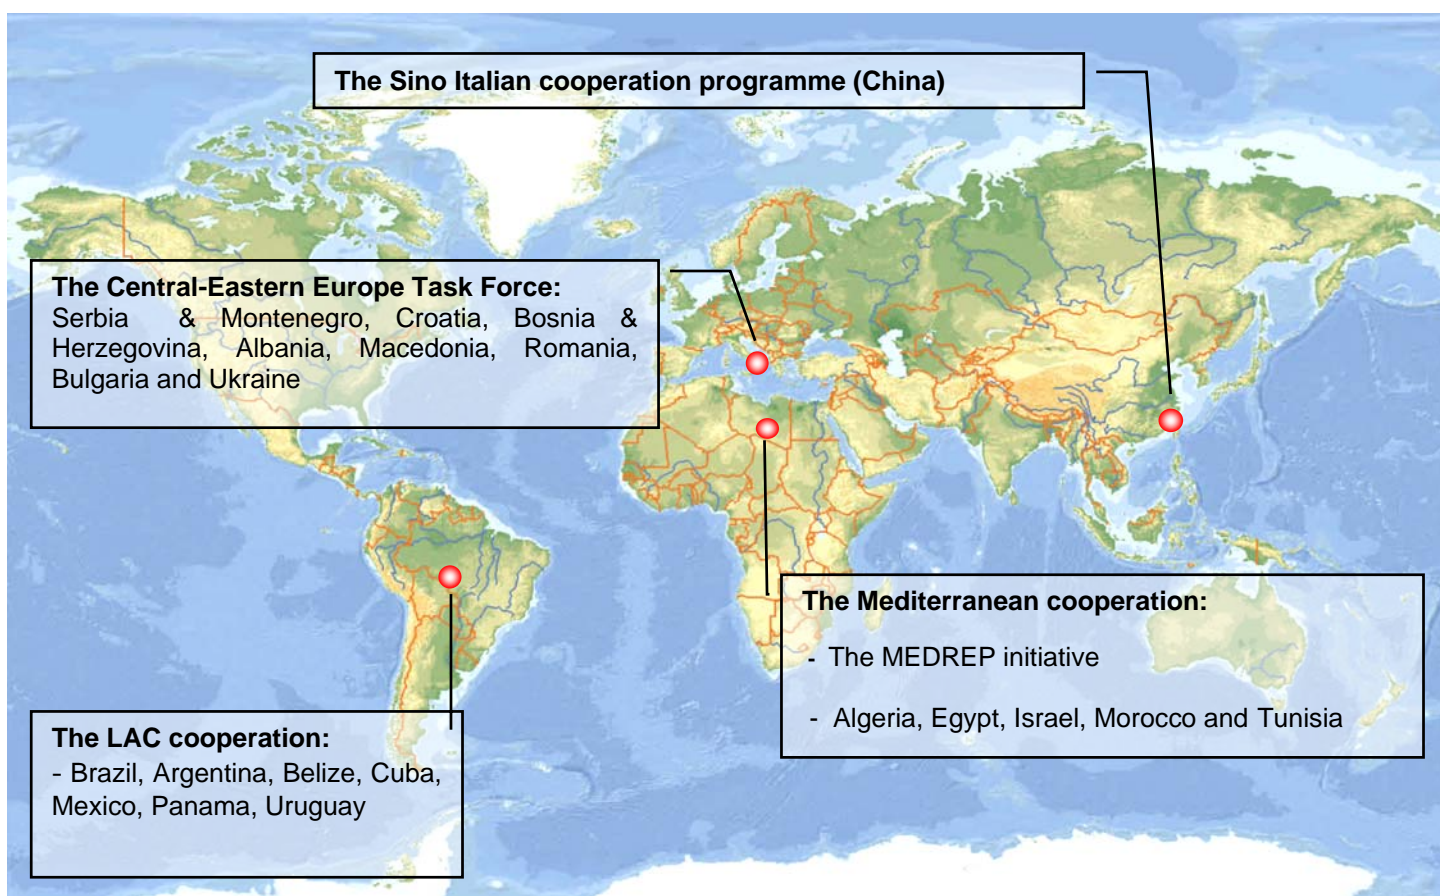 The Sino Italian cooperation programme (China)
The Central-Eastern Europe Task Force:
Serbia & Montenegro, Croatia, Bosnia &
Herzegovina, Albania, Macedonia, Romania,
Bulgaria and Ukraine
The Mediterranean cooperation:
- The MEDREP initiative
- Algeria, Egypt, Israel, Morocco and Tunisia
The LAC cooperation:
- Brazil, Argentina, Belize, Cuba,
Mexico, Panama, Uruguay